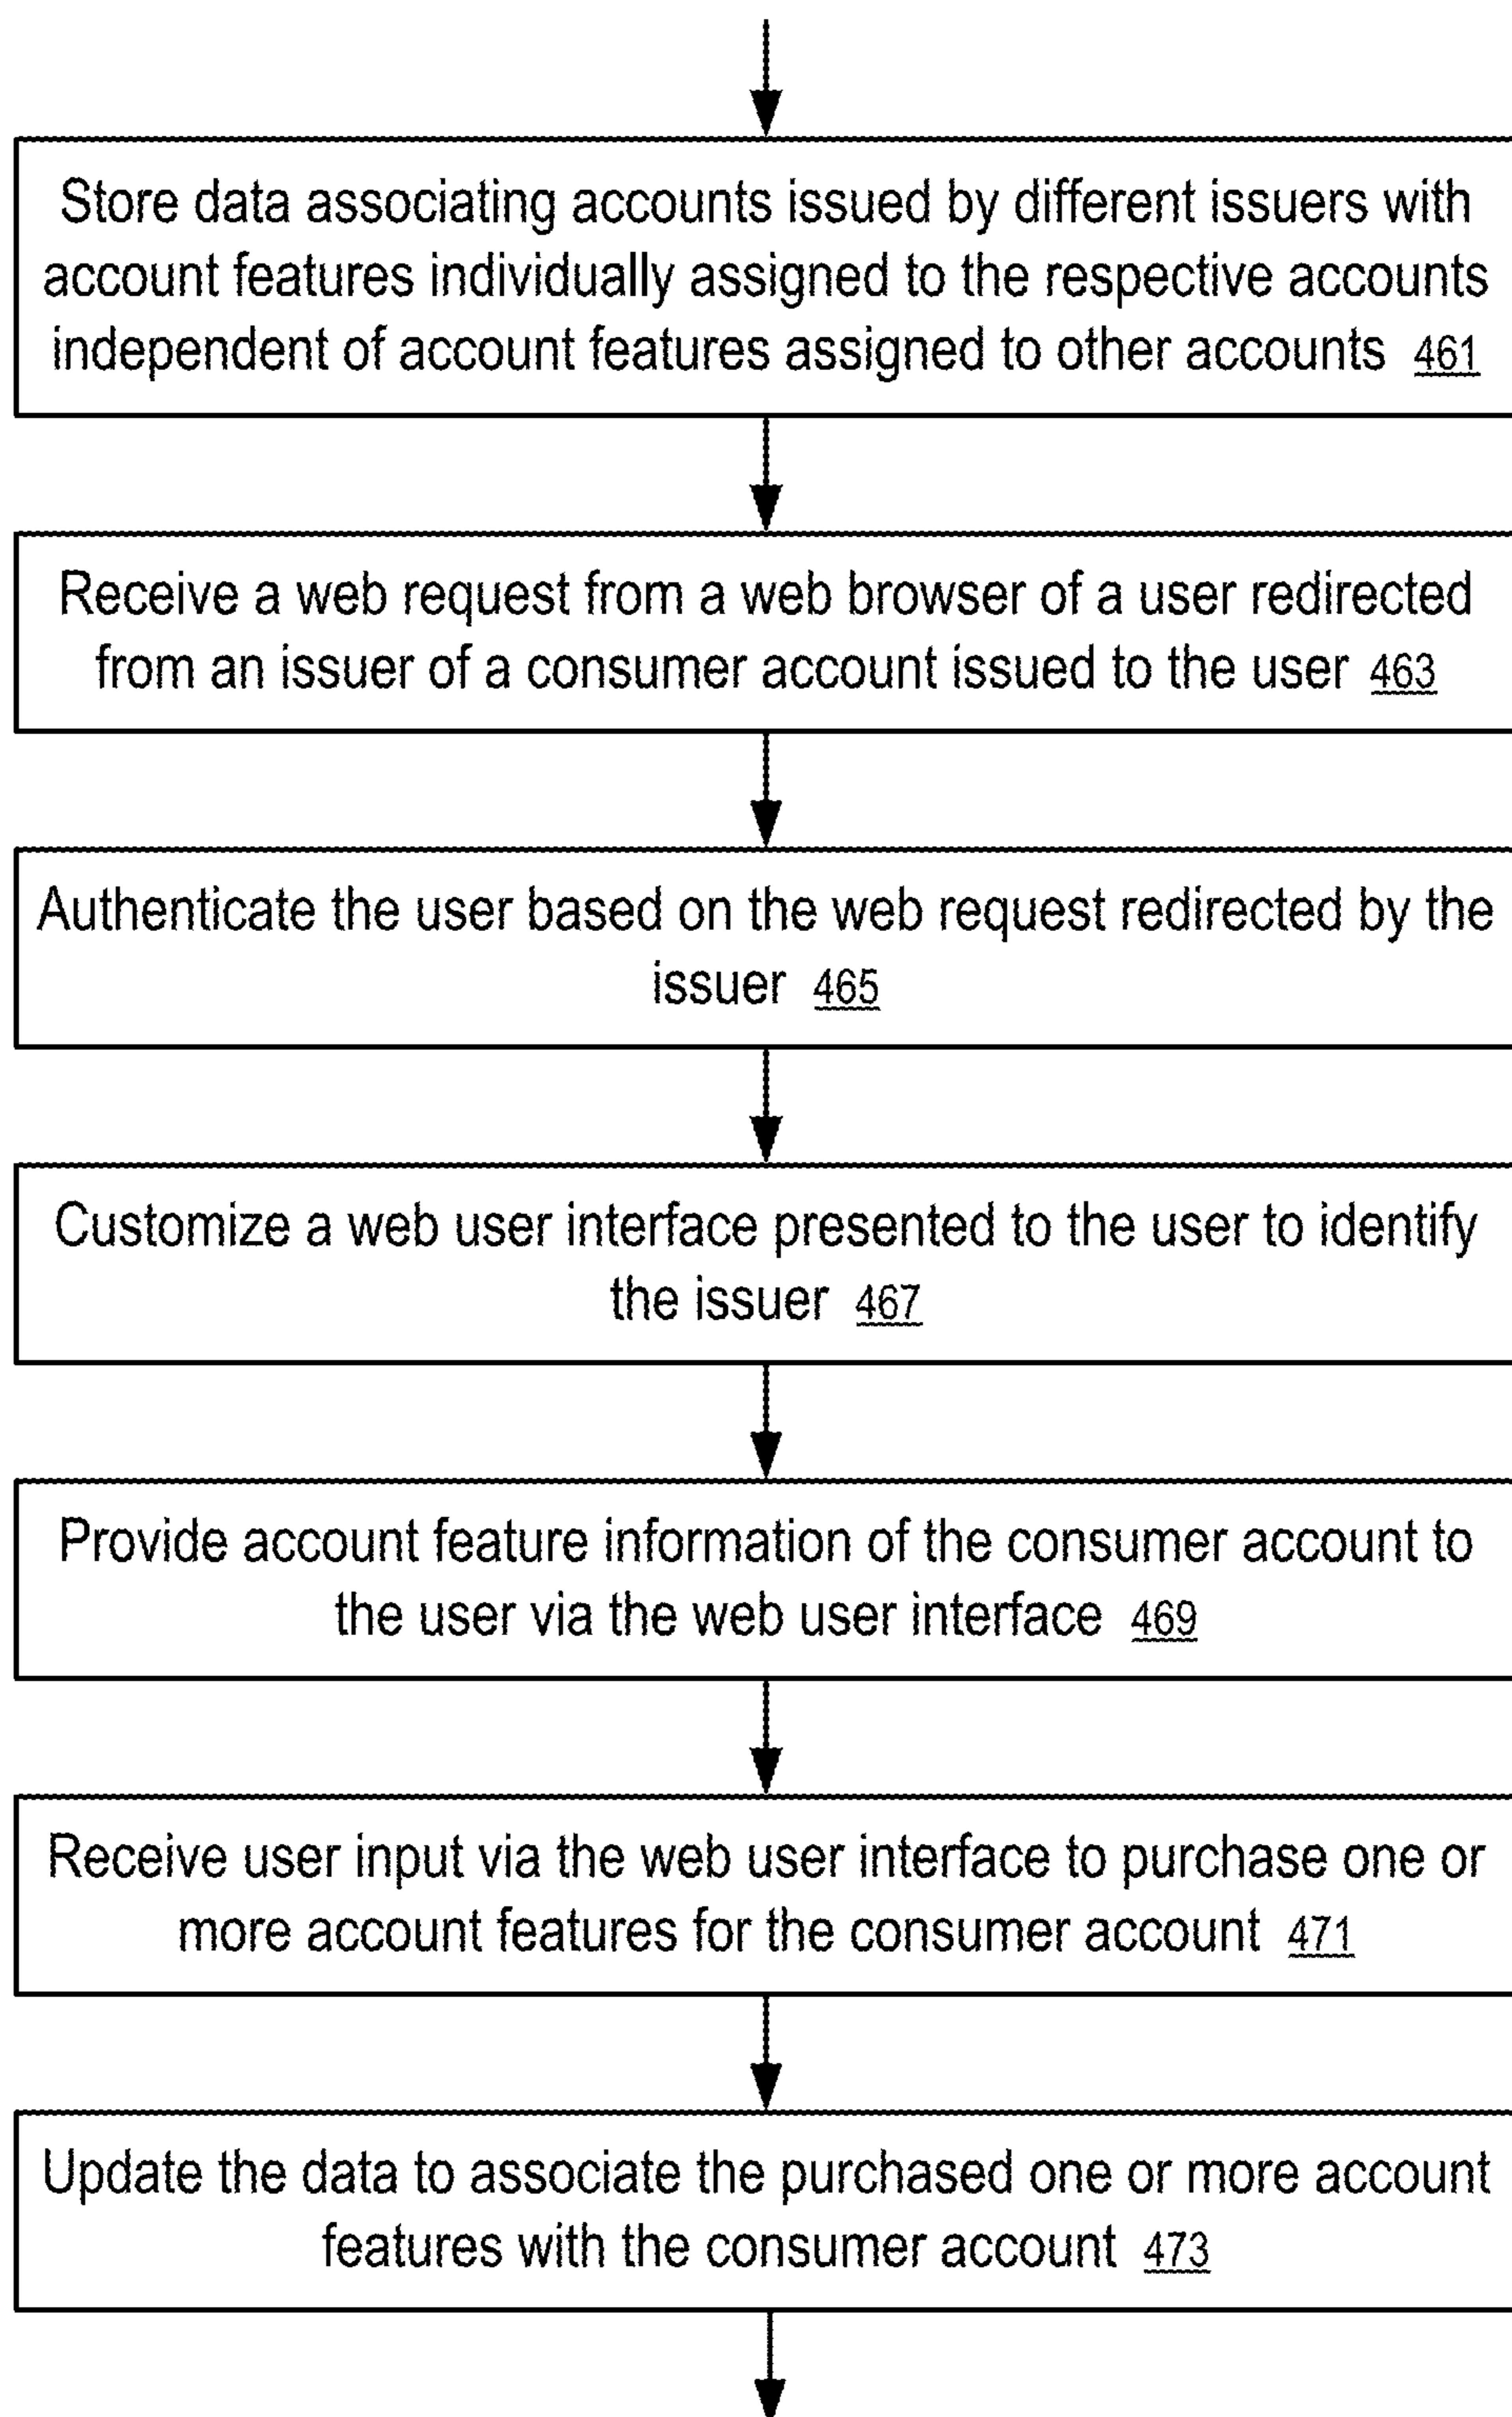 Store data associating accounts issued by different issuers with
account features individually assigned to the respective accounts
independent of account features assigned to other accounts 461
Receive a web request from a web browser of a user redirected
from an issuer of a consumer account issued to the user 463
Authenticate the user based on the web request redirected by the
issuer 465
Customize a web user interface presented to the user to identify
the issuer 467
Provide account feature information of the consumer account to
the user via the web user interface 469
Receive user input via the web user interface to purchase one or
more account features for the consumer account 471
Update the data to associate the purchased one or more account
features with the consumer account 473